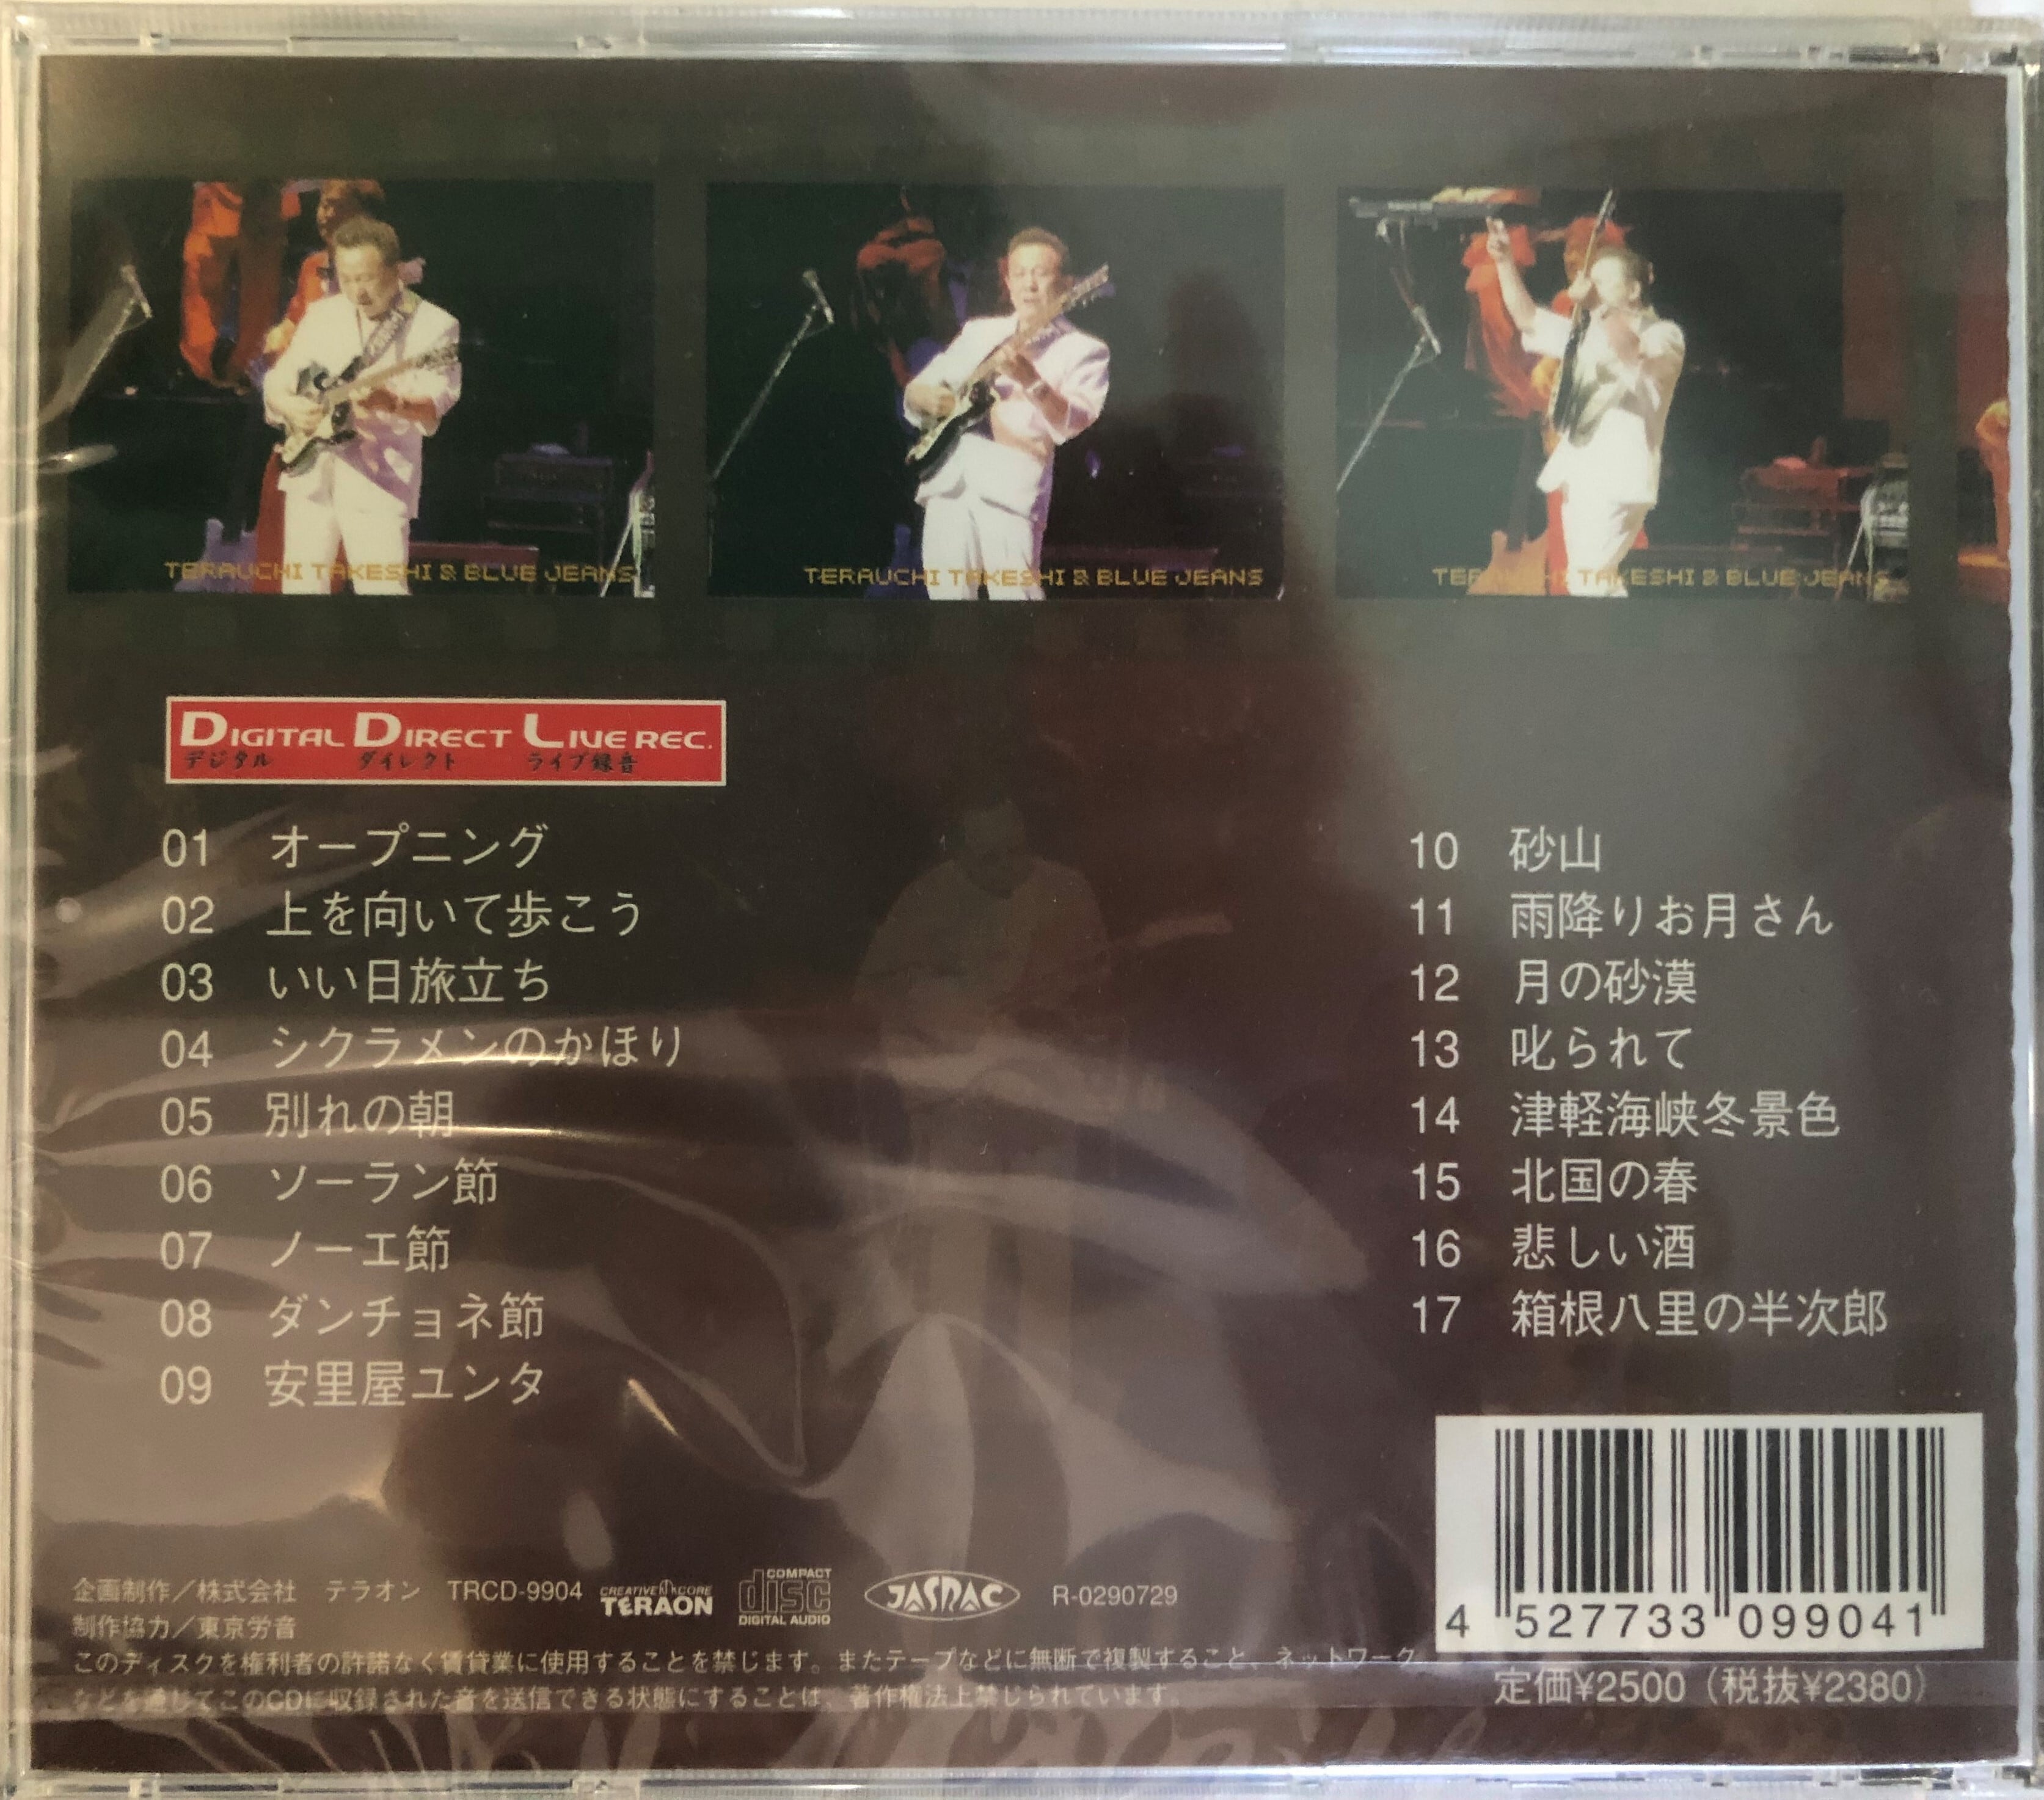 TERAUCHI TAKESHI & BLUE JEANS
TERAUCHI TAKESHI & BLUE JEANS
TERAUCHI TAKESHI & BLUE JEANS
DIGITAL DIRECT LIVE REC.
デジタル ダイレクト ライブ録音
01 オープニング
02 上を向いて歩こう
03 いい日旅立ち
04 シクラメンのかほり
05 別れの朝
06 ソーラン節
07 ノーエ節
08 ダンチョネ節
09 安里屋ユンタ
10 砂山
11 雨降りお月さん
12 月の砂漠
13 叱られて
14 津軽海峡冬景色
15 北国の春
16 悲しい酒
17 箱根八里の半次郎
企画制作／株式会社 テラオン TRCD-9904 CREATIVE CORE TERAON COMPACT disc DIGITAL AUDIO JASRAC R-0290729
制作協力／東京労音
このディスクを権利者の許諾なく賃貸業に使用することを禁じます。またテープなどに無断で複製すること、ネットワーク
などを通じてこのCDに収録された音を送信できる状態にすることは、著作権法上禁じられています。
4 527733 099041
定価¥2500（税抜¥2380）